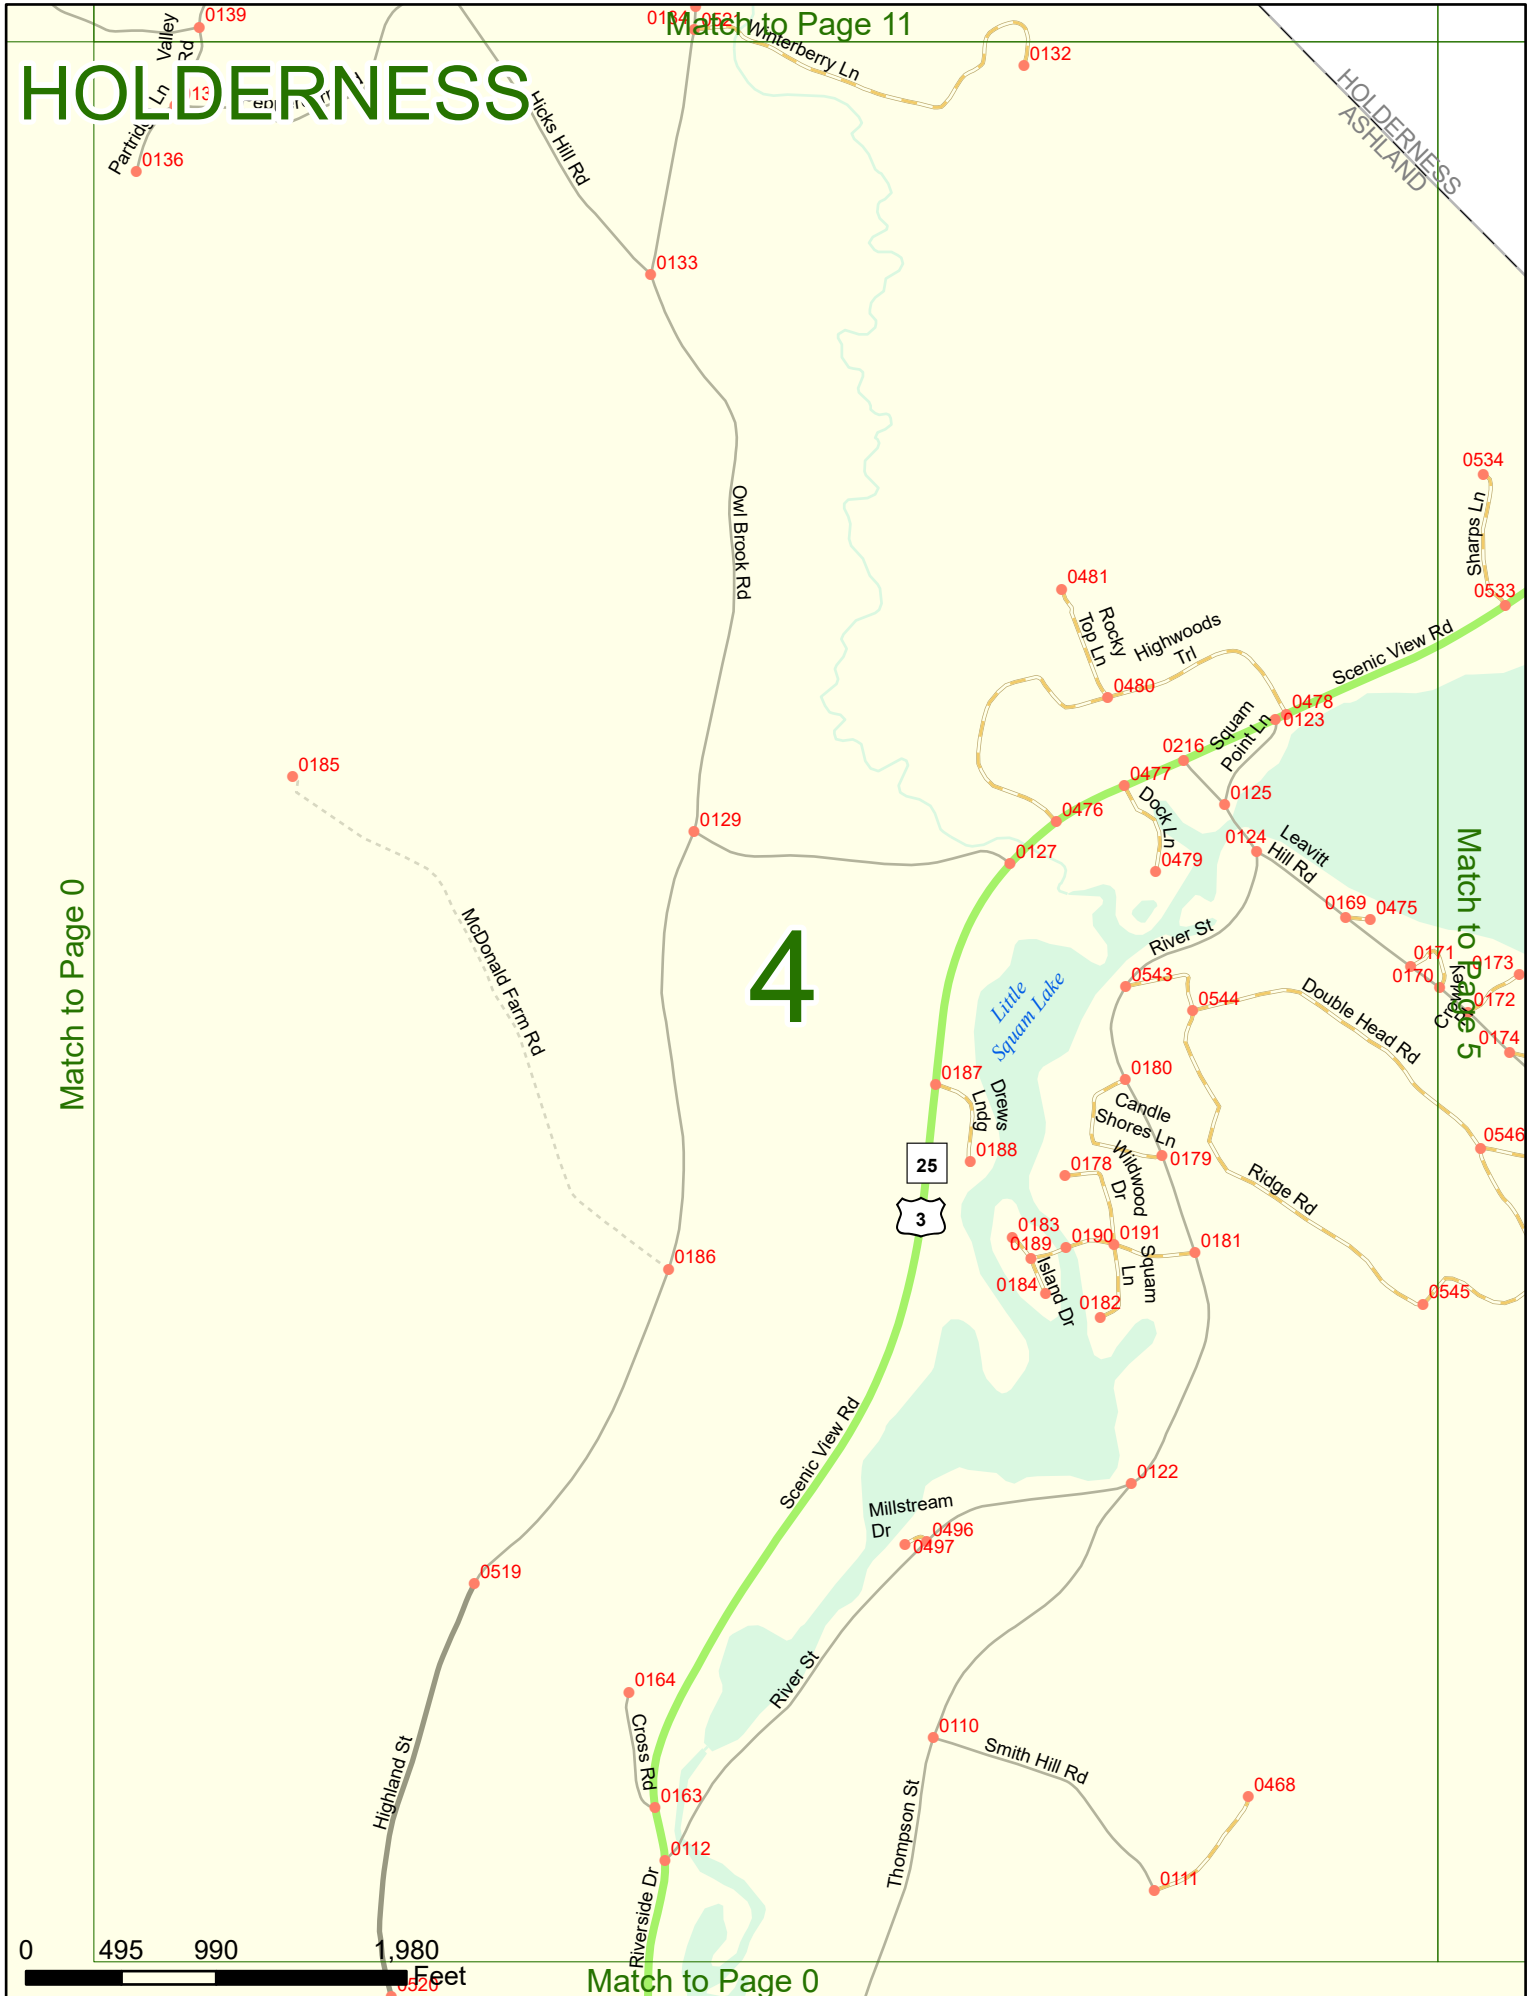 Match to Page 11
HOLDERNESS
0139
Valley
Rd
0134
0521
Winterberry Ln
0132
HOLDERNESS
ASHLAND
Ln
Hicks Hill Rd
0136
0133
Owl Brook Rd
0534
Sharps Ln
0533
0481
Rocky
Top Ln
Highwoods
Trl
Scenic View Rd
0480
0478
0123
Squam
Point Ln
0216
0185
0477
0125
Dock Ln
0476
0129
0127
0124
Leavitt
Hill Rd
0479
Match to Page 0
Match to Page 5
McDonald Farm Rd
4
0169
0475
River St
0171
0170
0173
0172
0174
0543
0544
Double Head Rd
Little
Squam Lake
0187
Drews
Lndg
0188
0180
Candle
Shores Ln
0179
0546
25
3
0178
Wildwood
Dr
Ridge Rd
0183
0189
0190
0191
0181
Squam
Ln
Island Dr
0184
0182
0186
0545
Scenic View Rd
0122
Millstream
Dr
0496
0497
0519
River St
0164
Cross Rd
0163
0110
Smith Hill Rd
0468
Highland St
Thompson St
0112
0111
Riverside Dr
0 495 990 1,980
Feet
0520
Match to Page 0